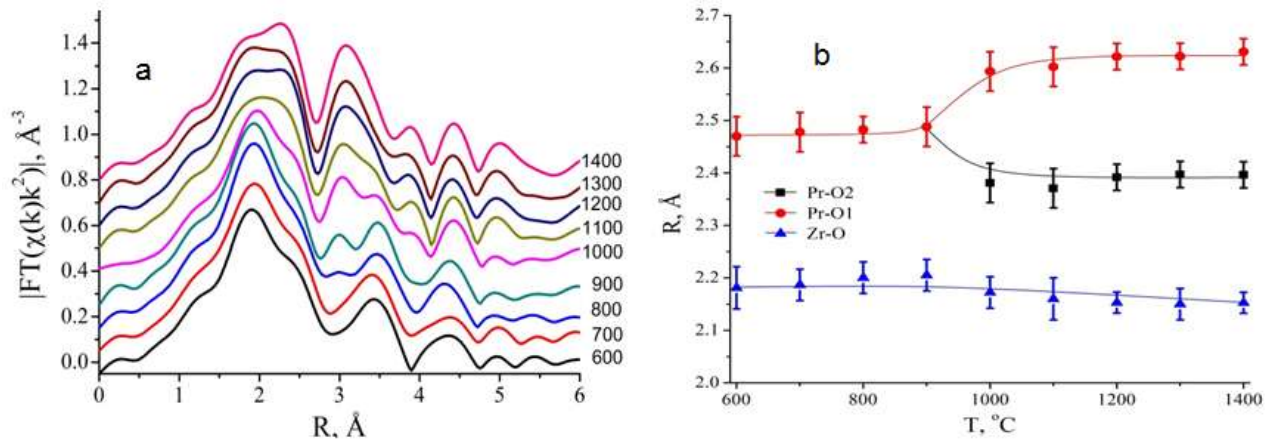 a
|FT(χ(k)k²)|, Å⁻³
1.4
1.2
1.0
0.8
0.6
0.4
0.2
0.0
1400
1300
1200
1100
1000
900
800
700
600
0 1 2 3 4 5 6
R, Å
b
R, Å
2.7
2.6
2.5
2.4
2.3
2.2
2.1
2.0
Pr-O2
Pr-O1
Zr-O
600 800 1000 1200 1400
T, °C